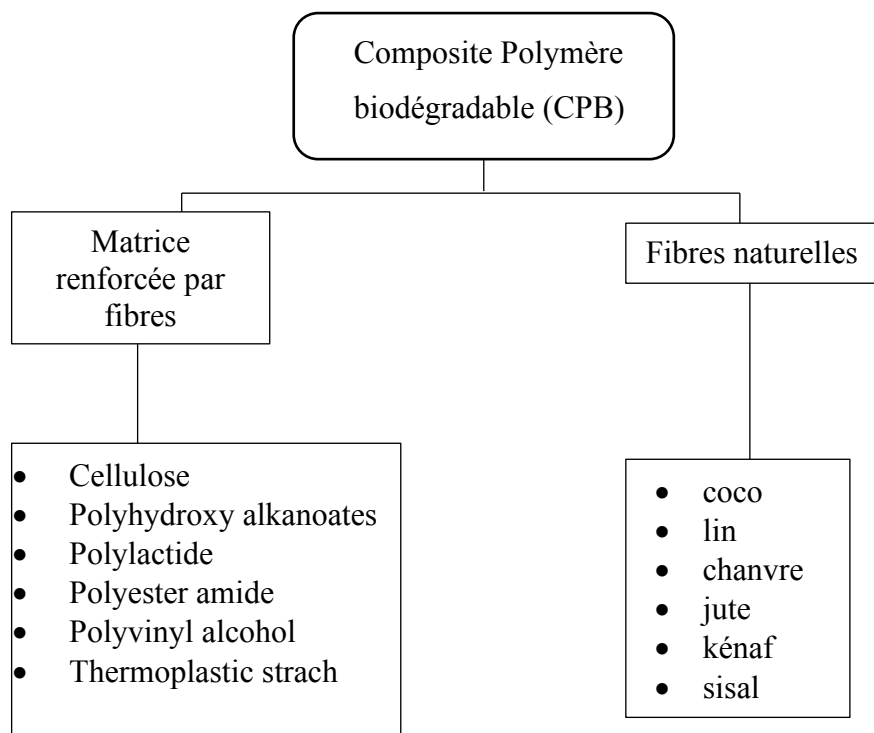 Composite Polymère
biodégradable (CPB)
Matrice
renforcée par
fibres
Fibres naturelles
• Cellulose
• Polyhydroxy alkanoates
• Polylactide
• Polyester amide
• Polyvinyl alcohol
• Thermoplastic strach
• coco
• lin
• chanvre
• jute
• kénaf
• sisal